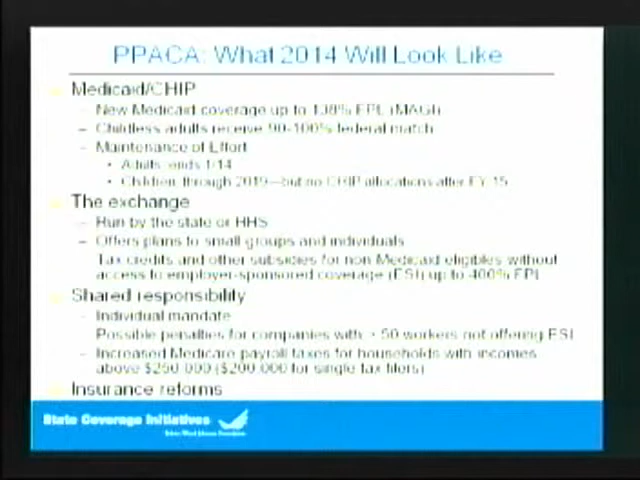 PPACA: What 2014 Will Look Like
Medicaid/CHIP
– New Medicaid coverage up to 138% FPL (MAGI)
– Childless adults receive 90-100% federal match
– Maintenance of Effort
• Adults: ends 1/14
• Children: through 2019—but no CHIP allocations after FY 15
The exchange
– Run by the state or HHS
– Offers plans to small groups and individuals
Tax credits and other subsidies for non Medicaid eligibles without
access to employer-sponsored coverage (ESI) up to 400% FPL
Shared responsibility
– Individual mandate
Possible penalties for companies with > 50 workers not offering ESI
– Increased Medicare payroll taxes for households with incomes
above $250,000 ($200,000 for single tax filers)
Insurance reforms
State Coverage Initiatives